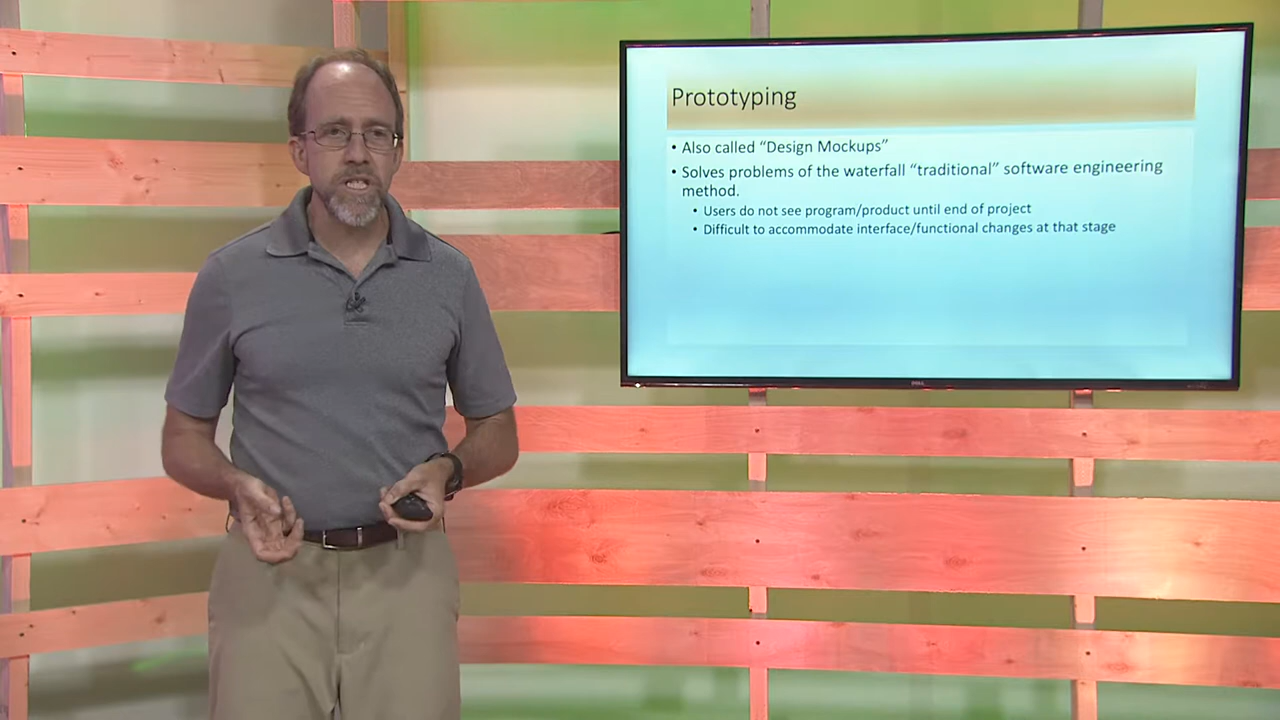 Prototyping
• Also called “Design Mockups”
• Solves problems of the waterfall “traditional” software engineering
method.
• Users do not see program/product until end of project
• Difficult to accommodate interface/functional changes at that stage
DELL